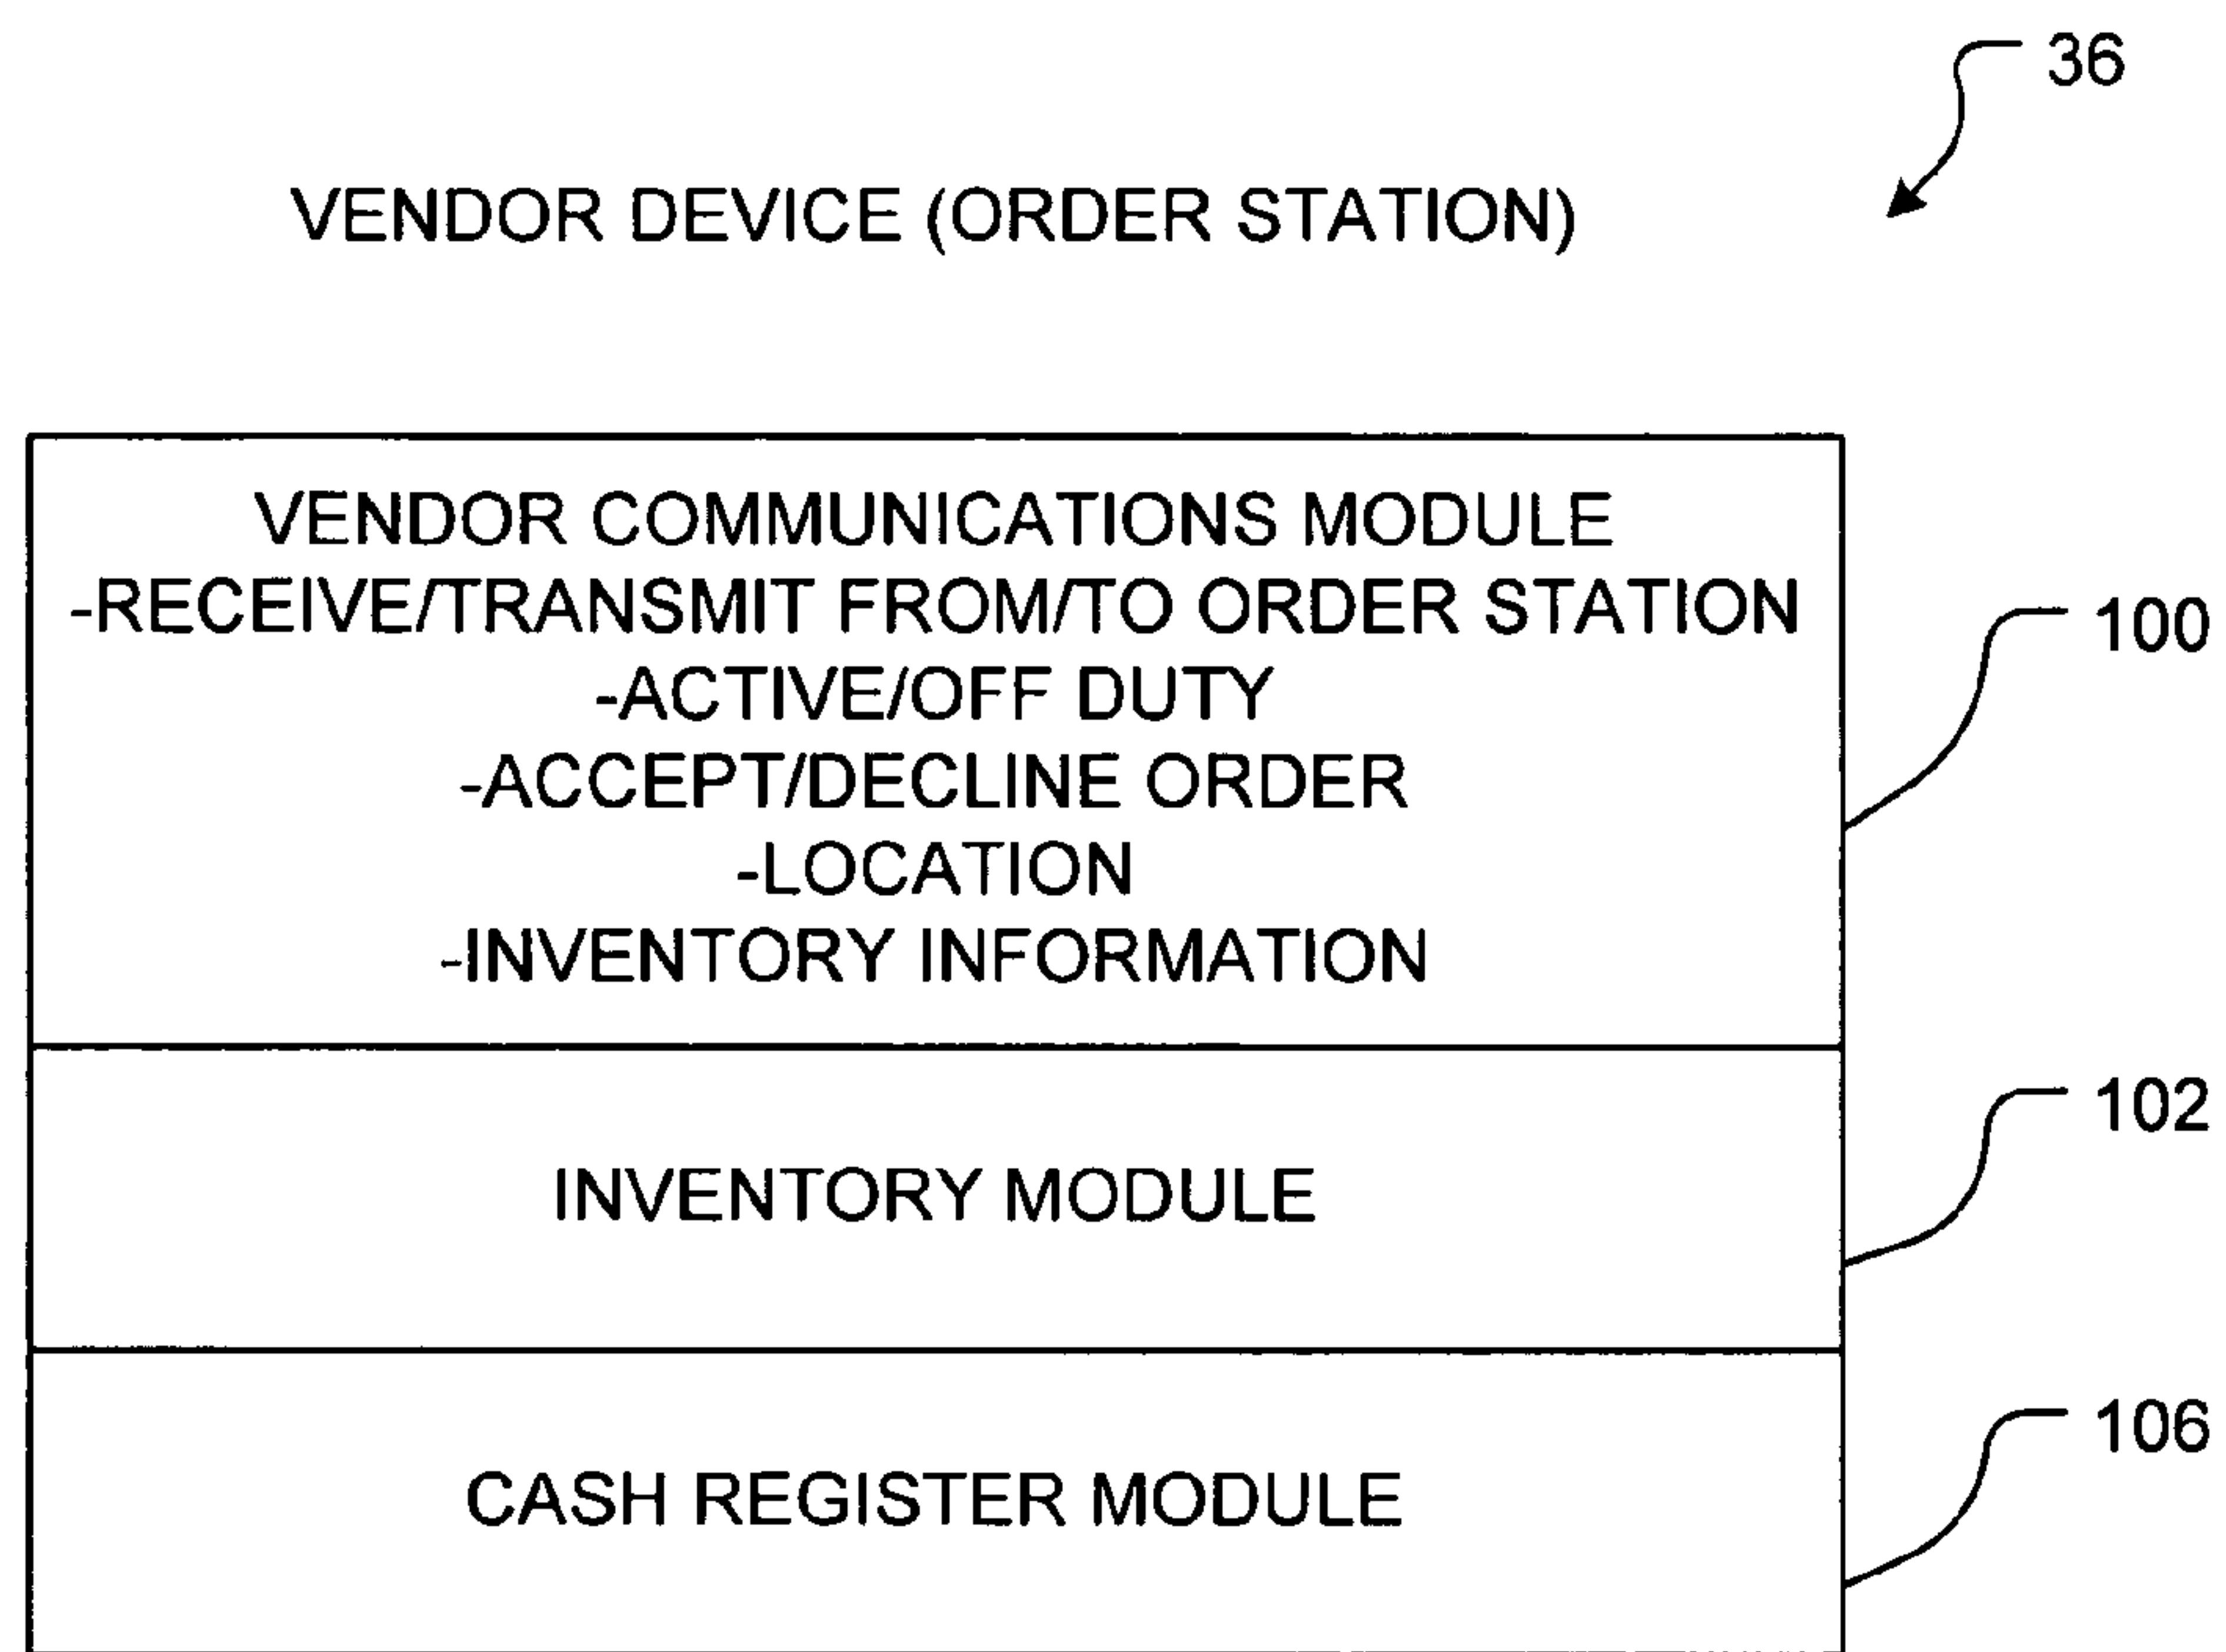 36
VENDOR DEVICE (ORDER STATION)
VENDOR COMMUNICATIONS MODULE
-RECEIVE/TRANSMIT FROM/TO ORDER STATION
-ACTIVE/OFF DUTY
-ACCEPT/DECLINE ORDER
-LOCATION
-INVENTORY INFORMATION
100
INVENTORY MODULE
102
CASH REGISTER MODULE
106